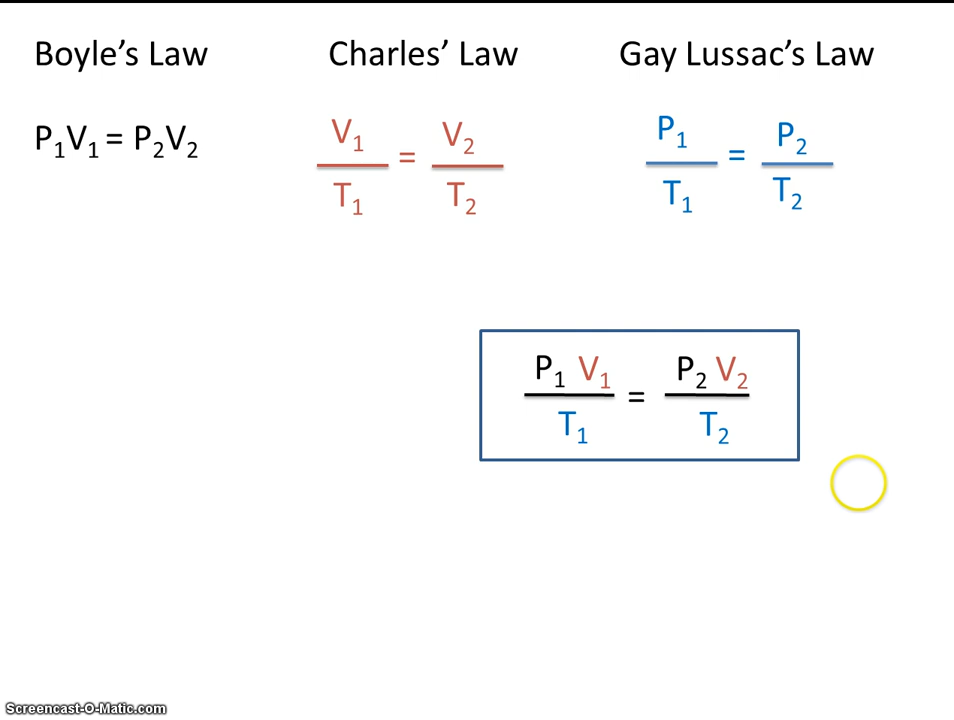 Boyle's Law Charles' Law Gay Lussac's Law
P₁V₁ = P₂V₂
V₁ / T₁ = V₂ / T₂
P₁ / T₁ = P₂ / T₂
P₁ V₁ / T₁ = P₂ V₂ / T₂
Screencast-O-Matic.com